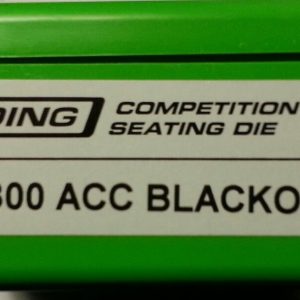 DING COMPETITION
SEATING DIE
300 ACC BLACKO